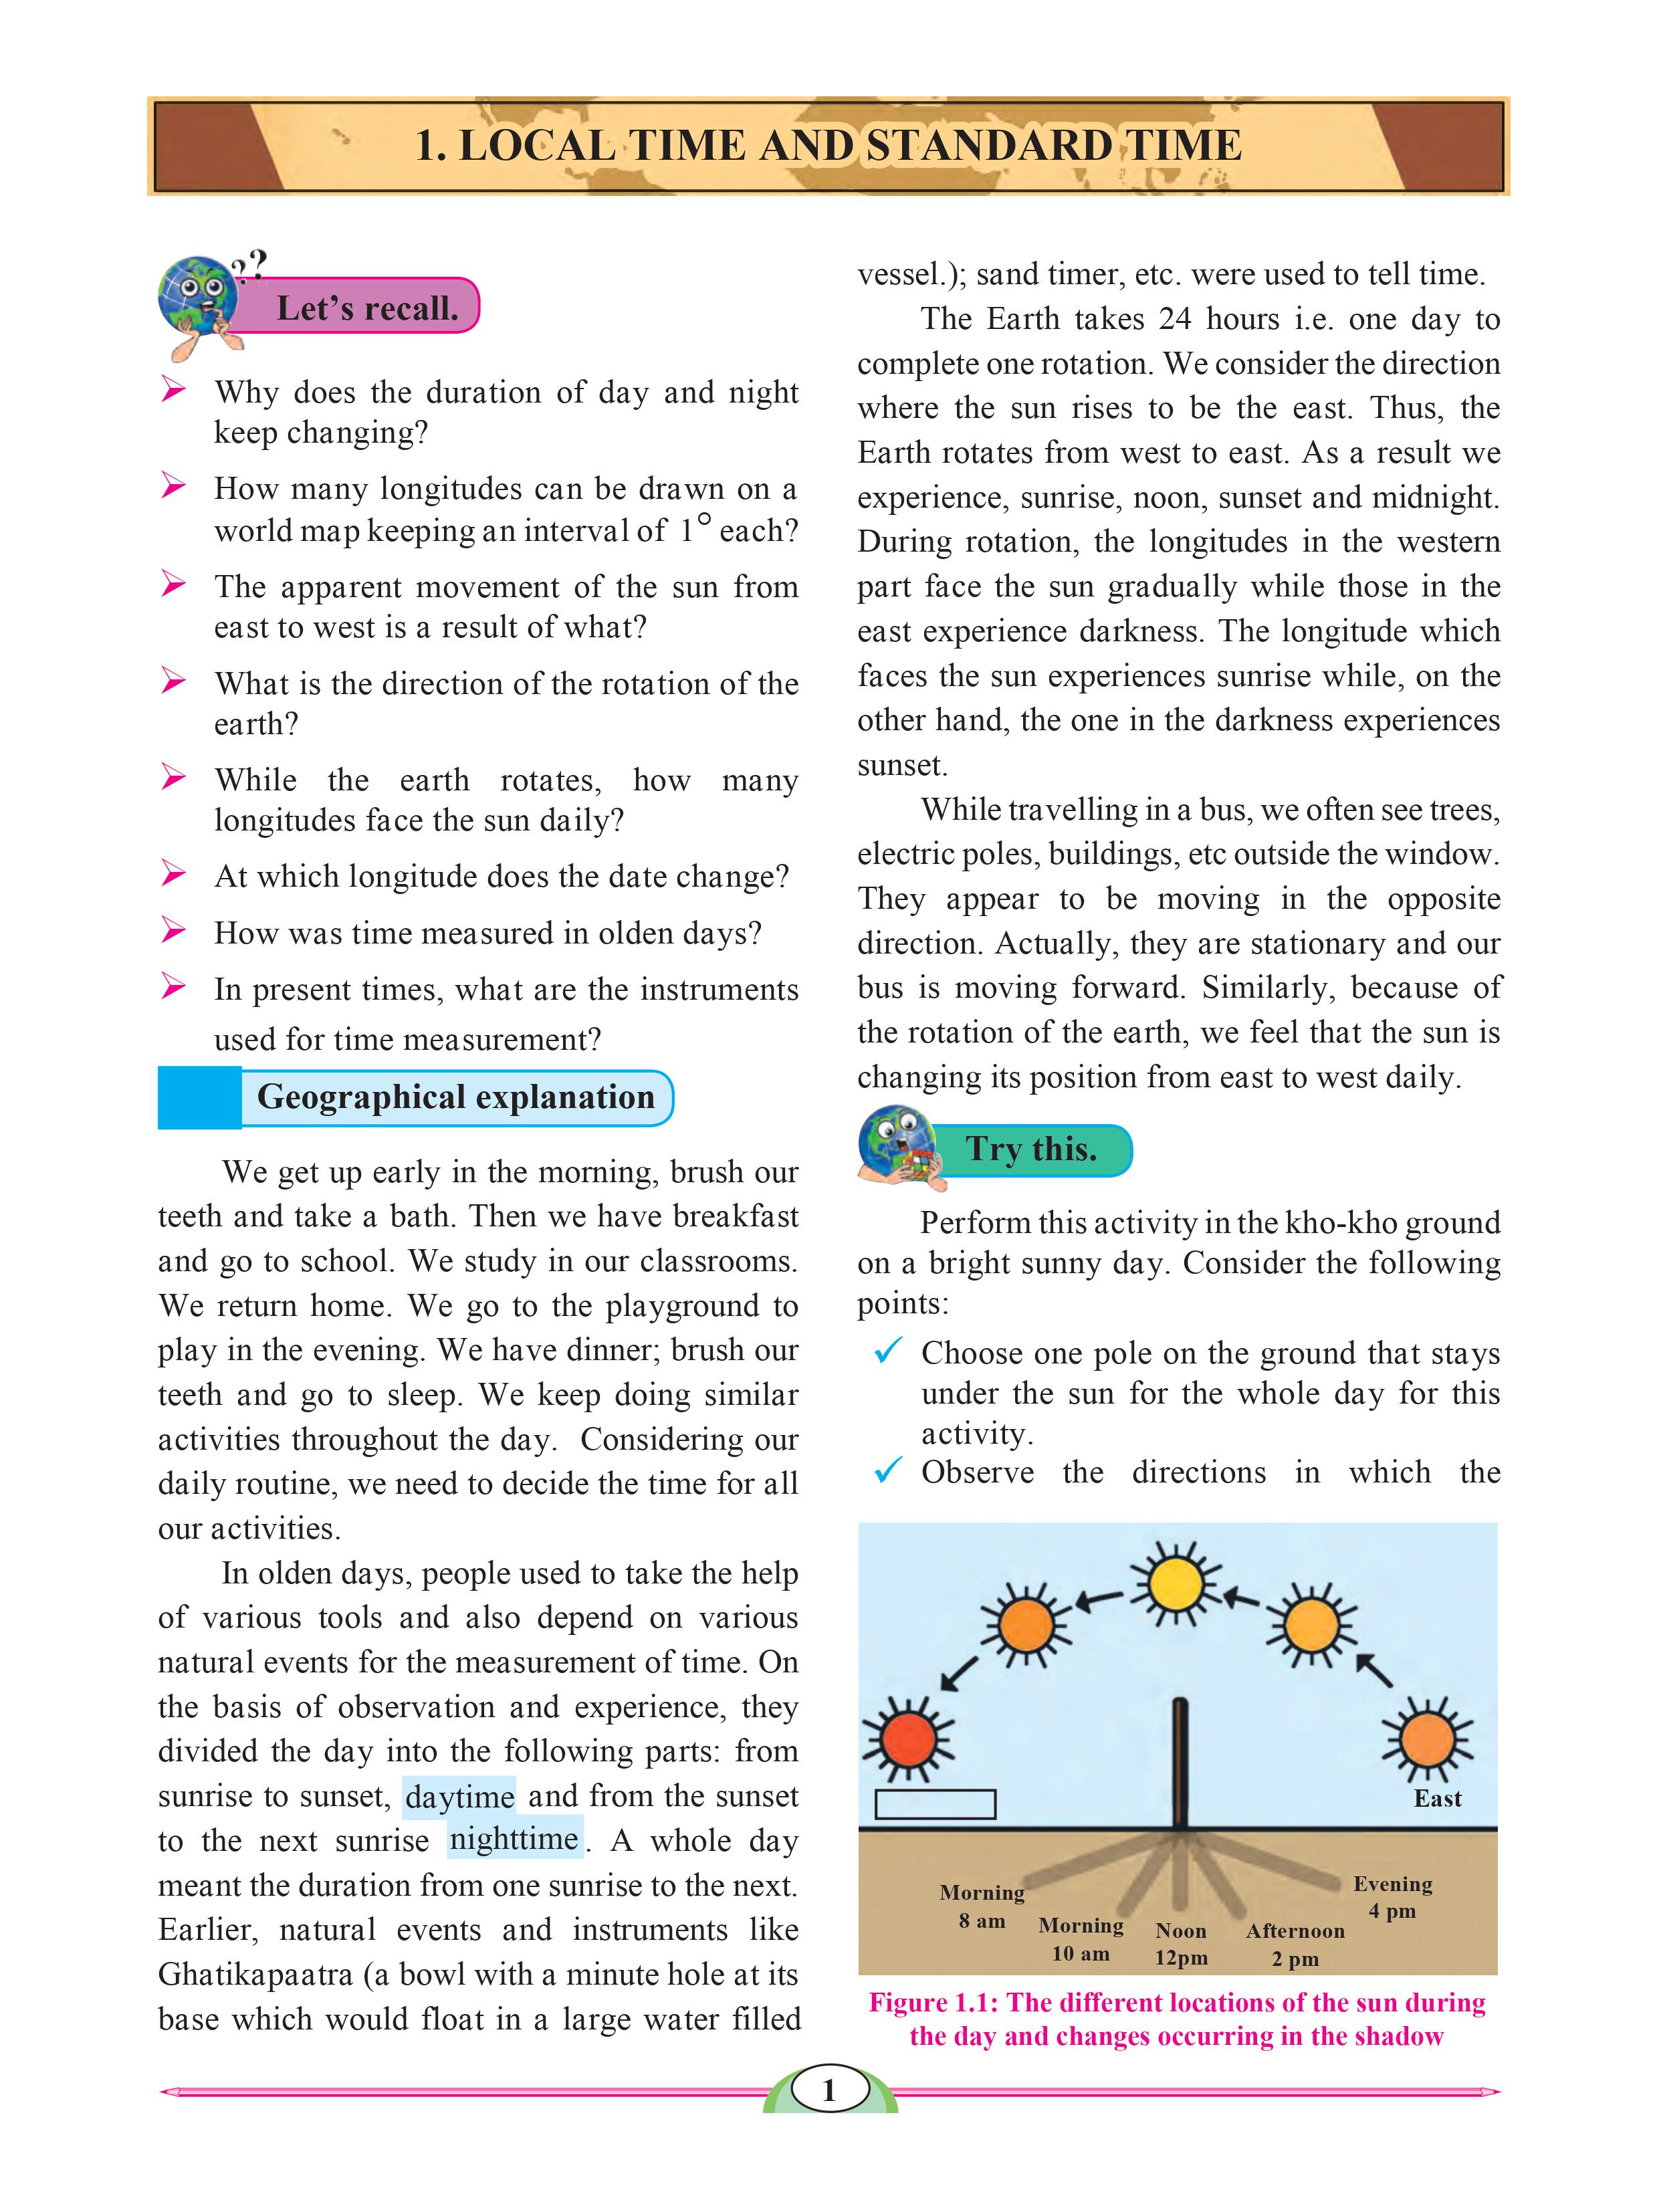 1. LOCAL TIME AND STANDARD TIME
? ?
Let’s recall.
➢ Why does the duration of day and night
keep changing?
➢ How many longitudes can be drawn on a
world map keeping an interval of 1° each?
➢ The apparent movement of the sun from
east to west is a result of what?
➢ What is the direction of the rotation of the
earth?
➢ While the earth rotates, how many
longitudes face the sun daily?
➢ At which longitude does the date change?
➢ How was time measured in olden days?
➢ In present times, what are the instruments
used for time measurement?
Geographical explanation
We get up early in the morning, brush our
teeth and take a bath. Then we have breakfast
and go to school. We study in our classrooms.
We return home. We go to the playground to
play in the evening. We have dinner; brush our
teeth and go to sleep. We keep doing similar
activities throughout the day. Considering our
daily routine, we need to decide the time for all
our activities.
In olden days, people used to take the help
of various tools and also depend on various
natural events for the measurement of time. On
the basis of observation and experience, they
divided the day into the following parts: from
sunrise to sunset, daytime and from the sunset
to the next sunrise nighttime. A whole day
meant the duration from one sunrise to the next.
Earlier, natural events and instruments like
Ghatikapaatra (a bowl with a minute hole at its
base which would float in a large water filled
vessel.); sand timer, etc. were used to tell time.
The Earth takes 24 hours i.e. one day to
complete one rotation. We consider the direction
where the sun rises to be the east. Thus, the
Earth rotates from west to east. As a result we
experience, sunrise, noon, sunset and midnight.
During rotation, the longitudes in the western
part face the sun gradually while those in the
east experience darkness. The longitude which
faces the sun experiences sunrise while, on the
other hand, the one in the darkness experiences
sunset.
While travelling in a bus, we often see trees,
electric poles, buildings, etc outside the window.
They appear to be moving in the opposite
direction. Actually, they are stationary and our
bus is moving forward. Similarly, because of
the rotation of the earth, we feel that the sun is
changing its position from east to west daily.
Try this.
Perform this activity in the kho-kho ground
on a bright sunny day. Consider the following
points:
✓ Choose one pole on the ground that stays
under the sun for the whole day for this
activity.
✓ Observe the directions in which the
East
Morning
8 am
Morning
10 am
Noon
12pm
Afternoon
2 pm
Evening
4 pm
Figure 1.1: The different locations of the sun during
the day and changes occurring in the shadow
1